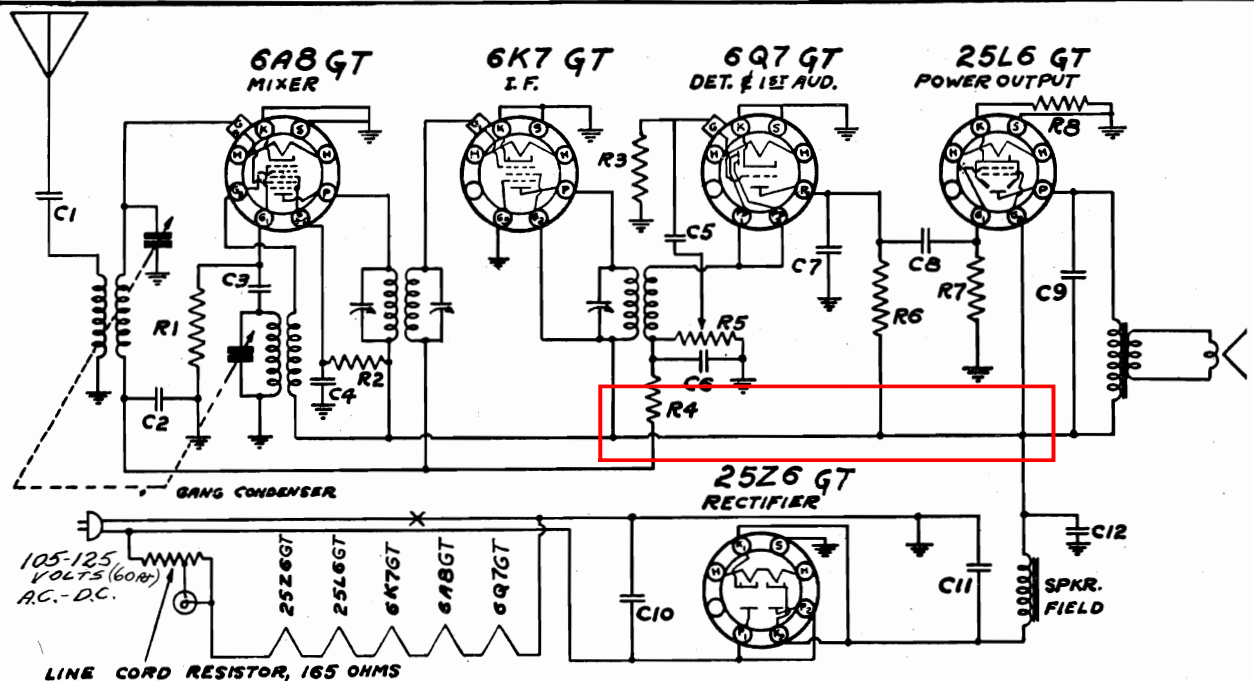 6A8 GT
MIXER
6K7 GT
I.F.
6Q7 GT
DET. & 1ST AUD.
25L6 GT
POWER OUTPUT
R8
R3
C1
C5
C7
C8
C3
R1
R5
R6
R7
C9
R2
C4
C6
C2
R4
GANG CONDENSER
25Z6 GT
RECTIFIER
105-125
VOLTS (60~)
A.C.-D.C.
25Z6GT
25L6GT
6K7GT
6A8GT
6Q7GT
C10
C11
C12
SPKR.
FIELD
LINE CORD RESISTOR, 165 OHMS